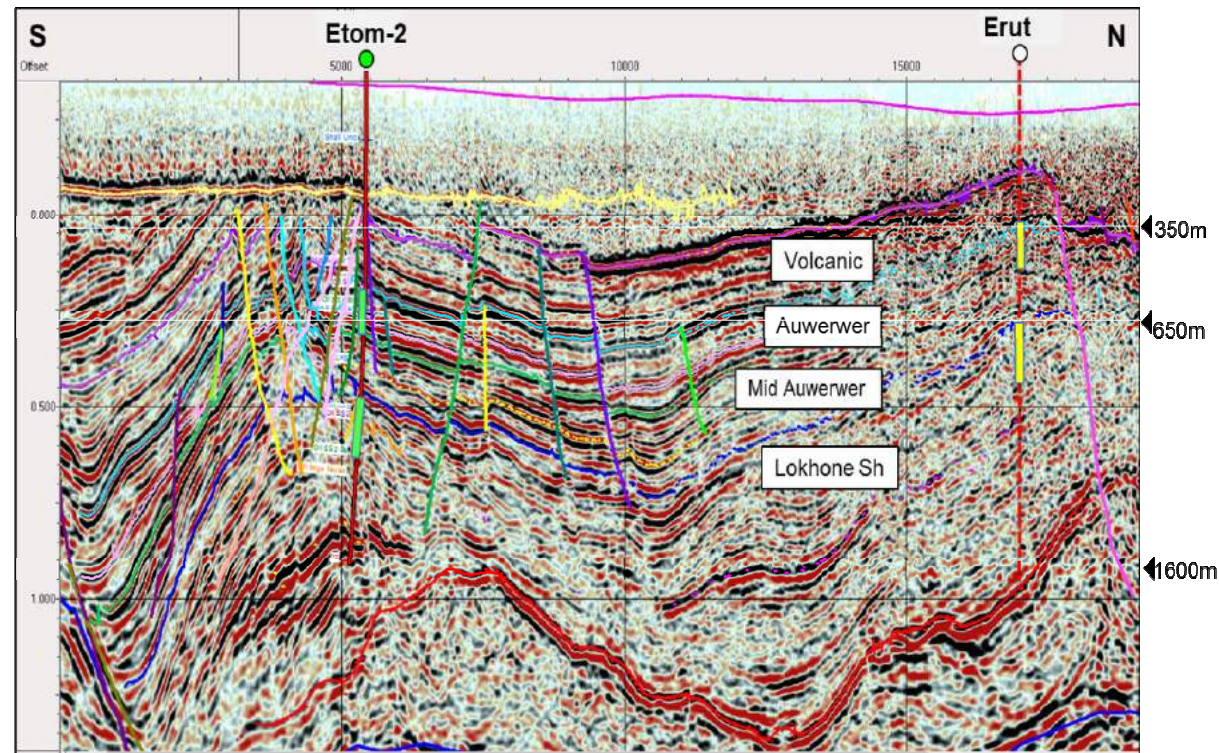 S
Etom-2
Erut
N
Offset
5000
10000
15000
0.000
350m
Volcanic
Auwerwer
650m
Mid Auwerwer
0.500
Lokhone Sh
1600m
1.000